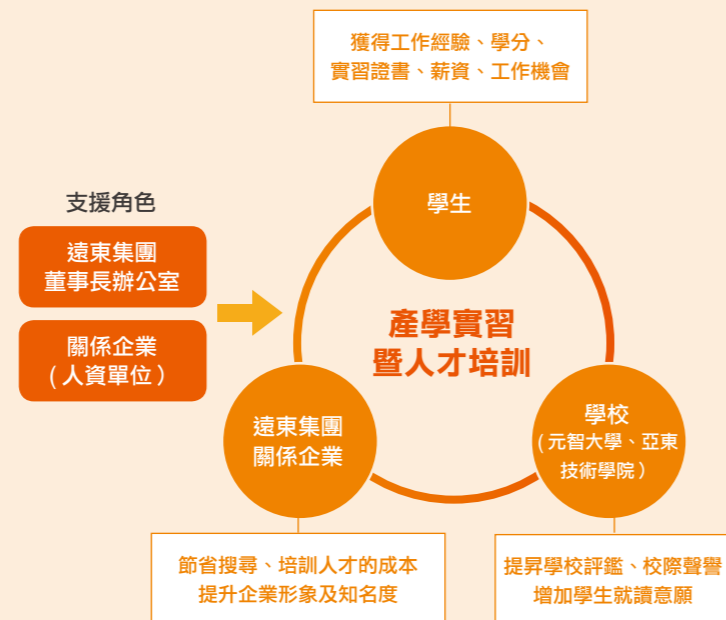 獲得工作經驗、學分、
實習證書、薪資、工作機會
學生
支援角色
遠東集團
董事長辦公室
關係企業
(人資單位)
產學實習
暨人才培訓
遠東集團
關係企業
學校
(元智大學、亞東
技術學院)
節省搜尋、培訓人才的成本
提升企業形象及知名度
提昇學校評鑑、校際聲譽
增加學生就讀意願